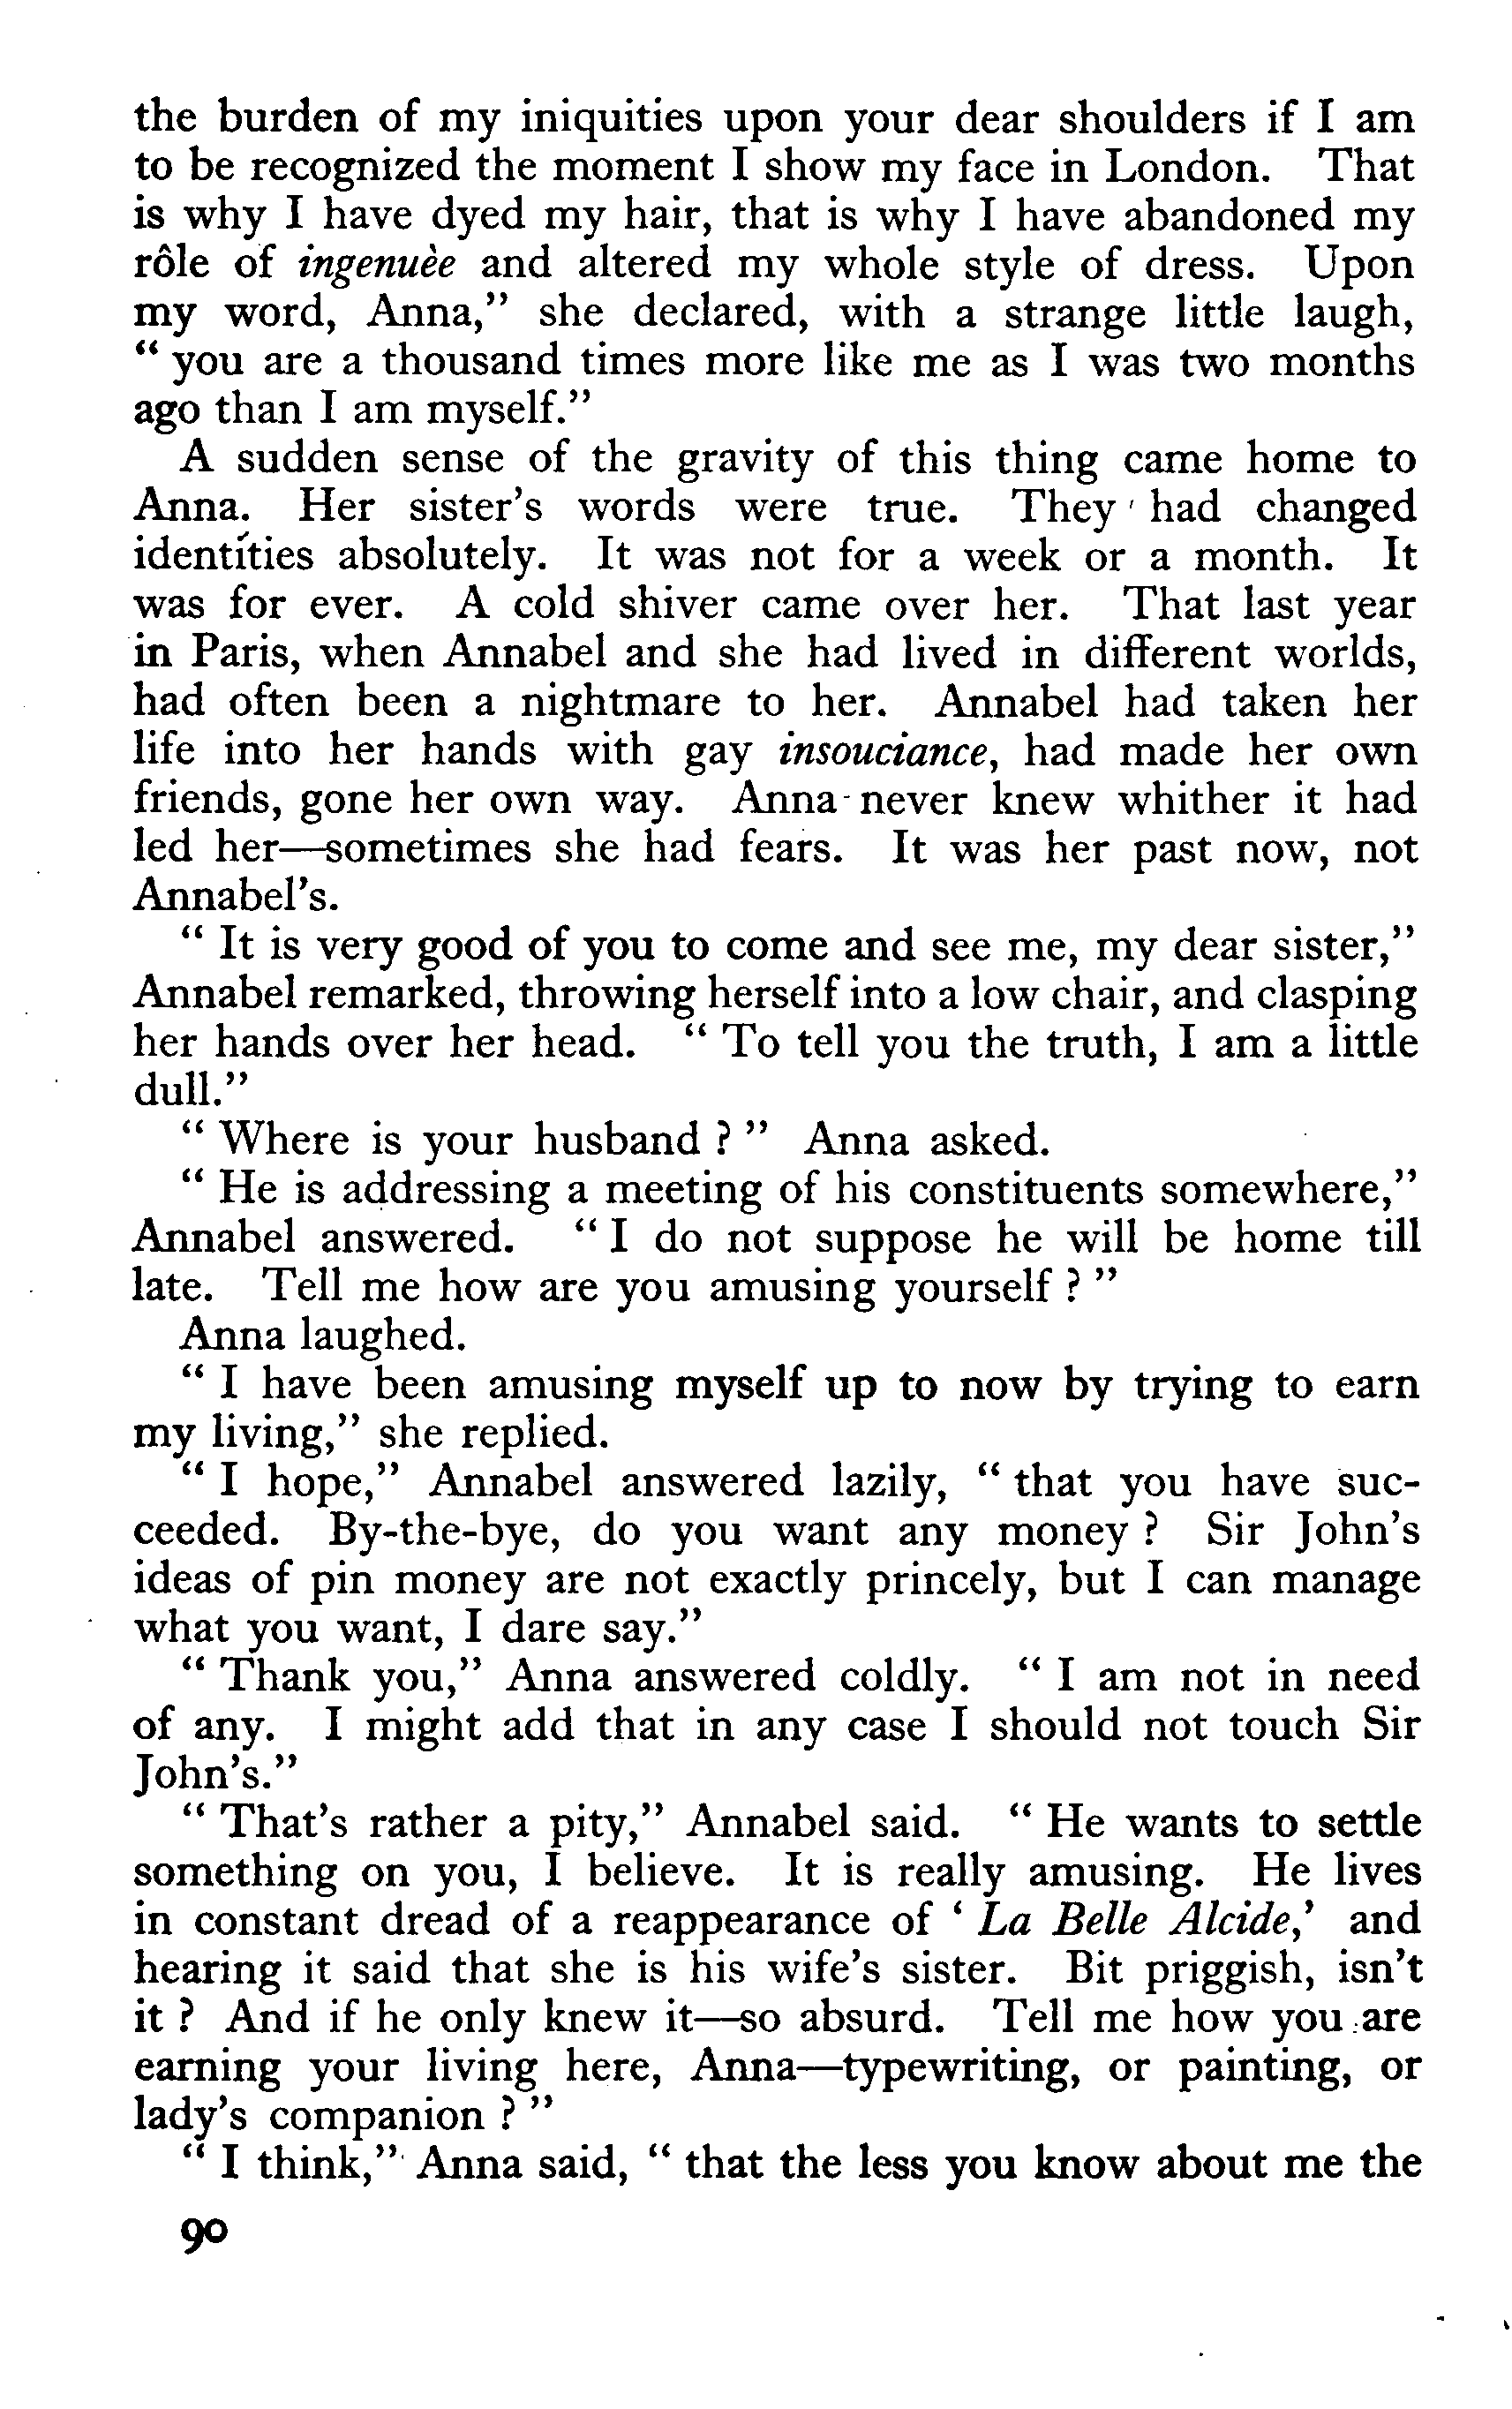 the burden of my iniquities upon your dear shoulders if I am
to be recognized the moment I show my face in London. That
is why I have dyed my hair, that is why I have abandoned my
rôle of ingenuèe and altered my whole style of dress. Upon
my word, Anna,” she declared, with a strange little laugh,
“ you are a thousand times more like me as I was two months
ago than I am myself.”
A sudden sense of the gravity of this thing came home to
Anna. Her sister’s words were true. They had changed
identities absolutely. It was not for a week or a month. It
was for ever. A cold shiver came over her. That last year
in Paris, when Annabel and she had lived in different worlds,
had often been a nightmare to her. Annabel had taken her
life into her hands with gay insouciance, had made her own
friends, gone her own way. Anna never knew whither it had
led her—sometimes she had fears. It was her past now, not
Annabel’s.
“ It is very good of you to come and see me, my dear sister,”
Annabel remarked, throwing herself into a low chair, and clasping
her hands over her head. “ To tell you the truth, I am a little
dull.”
“ Where is your husband ? ” Anna asked.
“ He is addressing a meeting of his constituents somewhere,”
Annabel answered. “ I do not suppose he will be home till
late. Tell me how are you amusing yourself ? ”
Anna laughed.
“ I have been amusing myself up to now by trying to earn
my living,” she replied.
“ I hope,” Annabel answered lazily, “ that you have suc-
ceeded. By-the-bye, do you want any money ? Sir John’s
ideas of pin money are not exactly princely, but I can manage
what you want, I dare say.”
“ Thank you,” Anna answered coldly. “ I am not in need
of any. I might add that in any case I should not touch Sir
John’s.”
“ That’s rather a pity,” Annabel said. “ He wants to settle
something on you, I believe. It is really amusing. He lives
in constant dread of a reappearance of ‘ La Belle Alcide,’ and
hearing it said that she is his wife’s sister. Bit priggish, isn’t
it ? And if he only knew it—so absurd. Tell me how you are
earning your living here, Anna—typewriting, or painting, or
lady’s companion ? ”
“ I think,” Anna said, “ that the less you know about me the
90